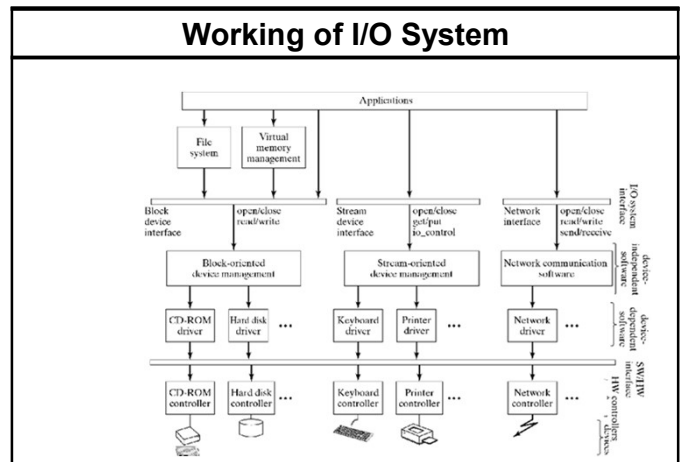 Working of I/O System
Applications
File
system
Virtual
memory
management
I/O system
interface
Block
device
interface
open/close
read/write
Stream
device
interface
open/close
get/put
io_control
Network
interface
open/close
read/write
send/receive
Block-oriented
device management
Stream-oriented
device management
Network communication
software
device-
independent
software
CD-ROM
driver
Hard disk
driver
...
Keyboard
driver
Printer
driver
...
Network
driver
...
device-
dependent
software
SW/HW
interface
CD-ROM
controller
Hard disk
controller
...
Keyboard
controller
Printer
controller
...
Network
controller
...
HW controllers
devices